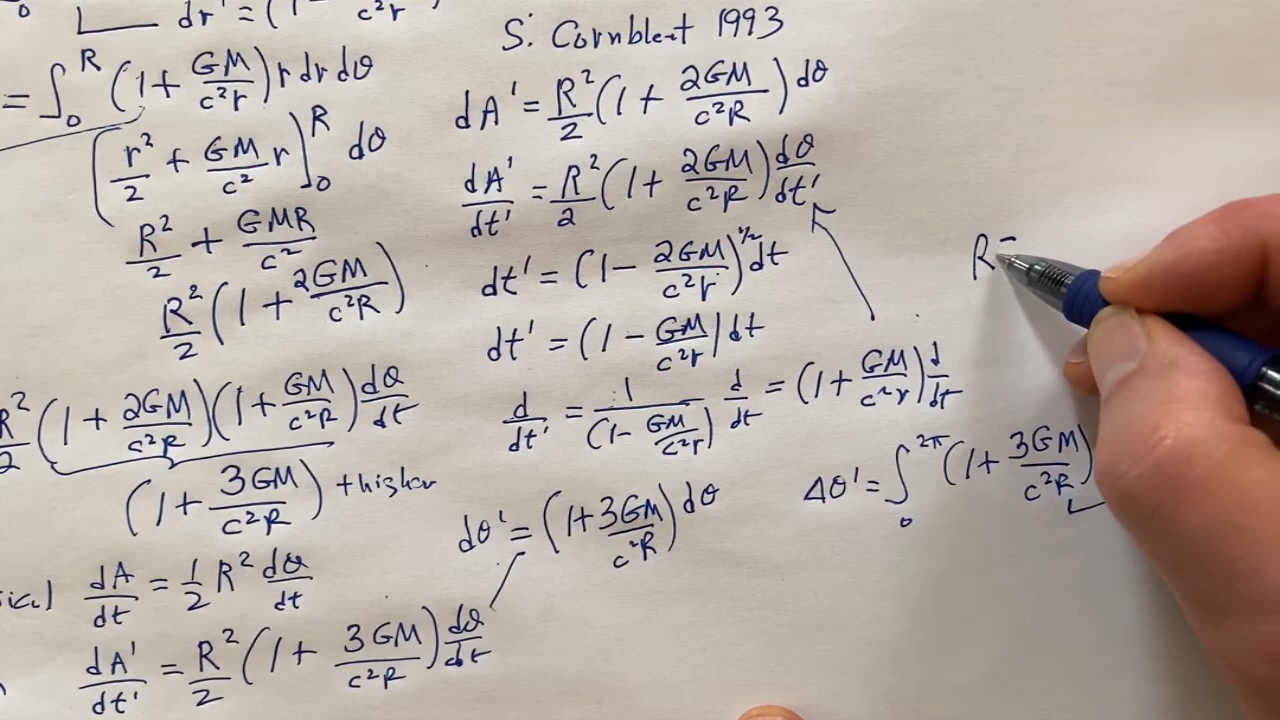 dr' = (1 - c²r
= ∫₀ᴿ (1 + GM/c²r) r dr dθ
(r²/2 + GM/c² r]₀ᴿ dθ
R²/2 + GMR/c²
R²/2 (1 + 2GM/c²R)
R²/2 (1 + 2GM/c²R)(1 + GM/c²R) dθ/dt
(1 + 3GM/c²R) + higher
dA/dt = 1/2 R² dθ/dt
dA'/dt' = R²/2 (1 + 3GM/c²R) dθ/dt
S. Cornbleet 1993
dA' = R²/2 (1 + 2GM/c²R) dθ
dA'/dt' = R²/2 (1 + 2GM/c²R) dθ/dt'
dt' = (1 - 2GM/c²r)^½ dt
dt' = (1 - GM/c²r) dt
d/dt' = 1/(1 - GM/c²r) d/dt = (1 + GM/c²r) d/dt
dθ' = (1 + 3GM/c²R) dθ
Δθ' = ∫₀^2π (1 + 3GM/c²R)
R =